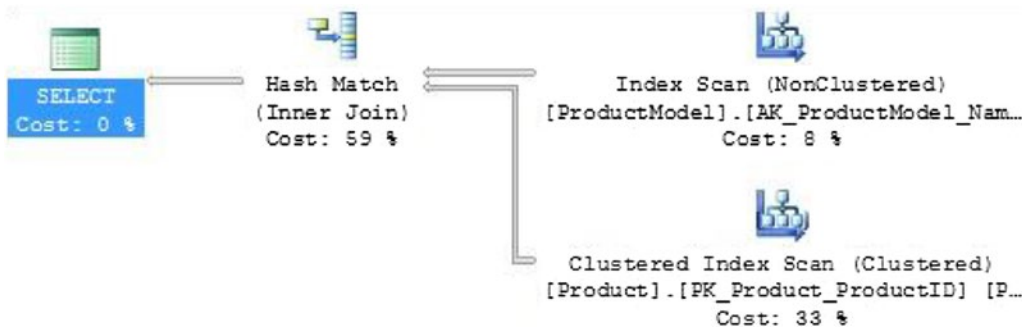 SELECT
Cost: 0 %
Hash Match
(Inner Join)
Cost: 59 %
Index Scan (NonClustered)
[ProductModel].[AK_ProductModel_Nam…
Cost: 8 %
Clustered Index Scan (Clustered)
[Product].[PK_Product_ProductID] [P…
Cost: 33 %